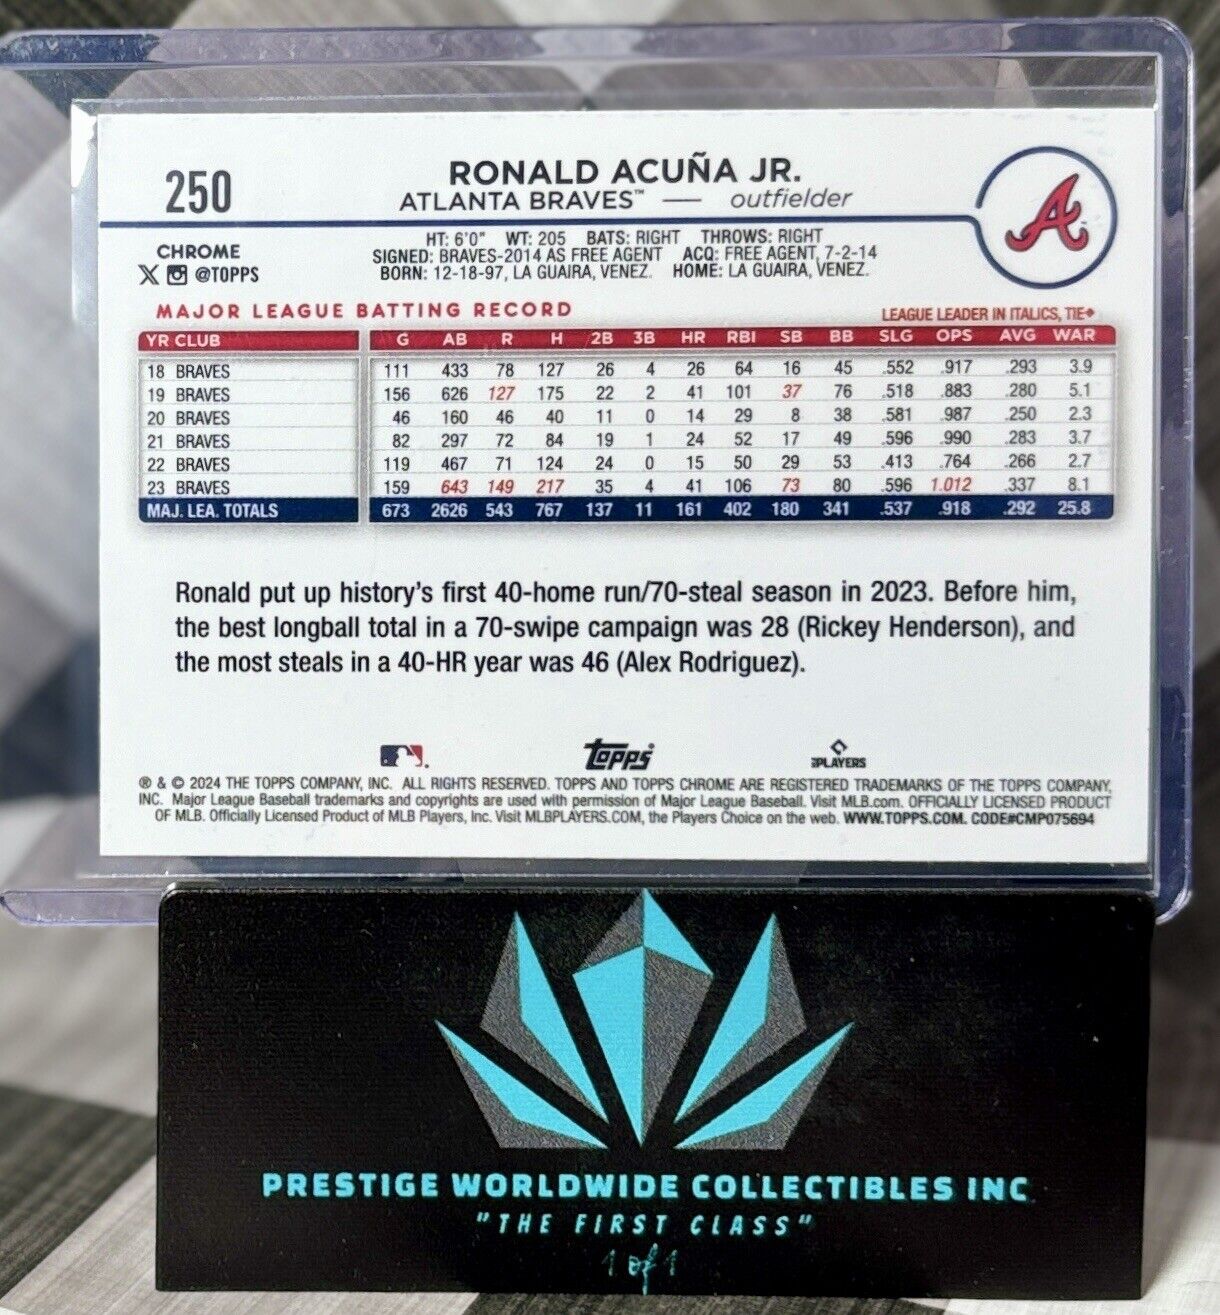 250
RONALD ACUÑA JR.
ATLANTA BRAVES™ — outfielder
A
CHROME
X @TOPPS
HT: 6'0" WT: 205 BATS: RIGHT THROWS: RIGHT
SIGNED: BRAVES-2014 AS FREE AGENT ACQ: FREE AGENT, 7-2-14
BORN: 12-18-97, LA GUAIRA, VENEZ. HOME: LA GUAIRA, VENEZ.
MAJOR LEAGUE BATTING RECORD
LEAGUE LEADER IN ITALICS, TIE♦
YR CLUB G AB R H 2B 3B HR RBI SB BB SLG OPS AVG WAR
18 BRAVES 111 433 78 127 26 4 26 64 16 45 .552 .917 .293 3.9
19 BRAVES 156 626 127 175 22 2 41 101 37 76 .518 .883 .280 5.1
20 BRAVES 46 160 46 40 11 0 14 29 8 38 .581 .987 .250 2.3
21 BRAVES 82 297 72 84 19 1 24 52 17 49 .596 .990 .283 3.7
22 BRAVES 119 467 71 124 24 0 15 50 29 53 .413 .764 .266 2.7
23 BRAVES 159 643 149 217 35 4 41 106 73 80 .596 1.012 .337 8.1
MAJ. LEA. TOTALS 673 2626 543 767 137 11 161 402 180 341 .537 .918 .292 25.8
Ronald put up history's first 40-home run/70-steal season in 2023. Before him,
the best longball total in a 70-swipe campaign was 28 (Rickey Henderson), and
the most steals in a 40-HR year was 46 (Alex Rodriguez).
Topps
PLAYERS
® & © 2024 THE TOPPS COMPANY, INC. ALL RIGHTS RESERVED. TOPPS AND TOPPS CHROME ARE REGISTERED TRADEMARKS OF THE TOPPS COMPANY,
INC. Major League Baseball trademarks and copyrights are used with permission of Major League Baseball. Visit MLB.com. OFFICIALLY LICENSED PRODUCT
OF MLB. Officially Licensed Product of MLB Players, Inc. Visit MLBPLAYERS.COM, the Players Choice on the web. WWW.TOPPS.COM. CODE#CMP075694
PRESTIGE WORLDWIDE COLLECTIBLES INC
"THE FIRST CLASS"
1 of 1